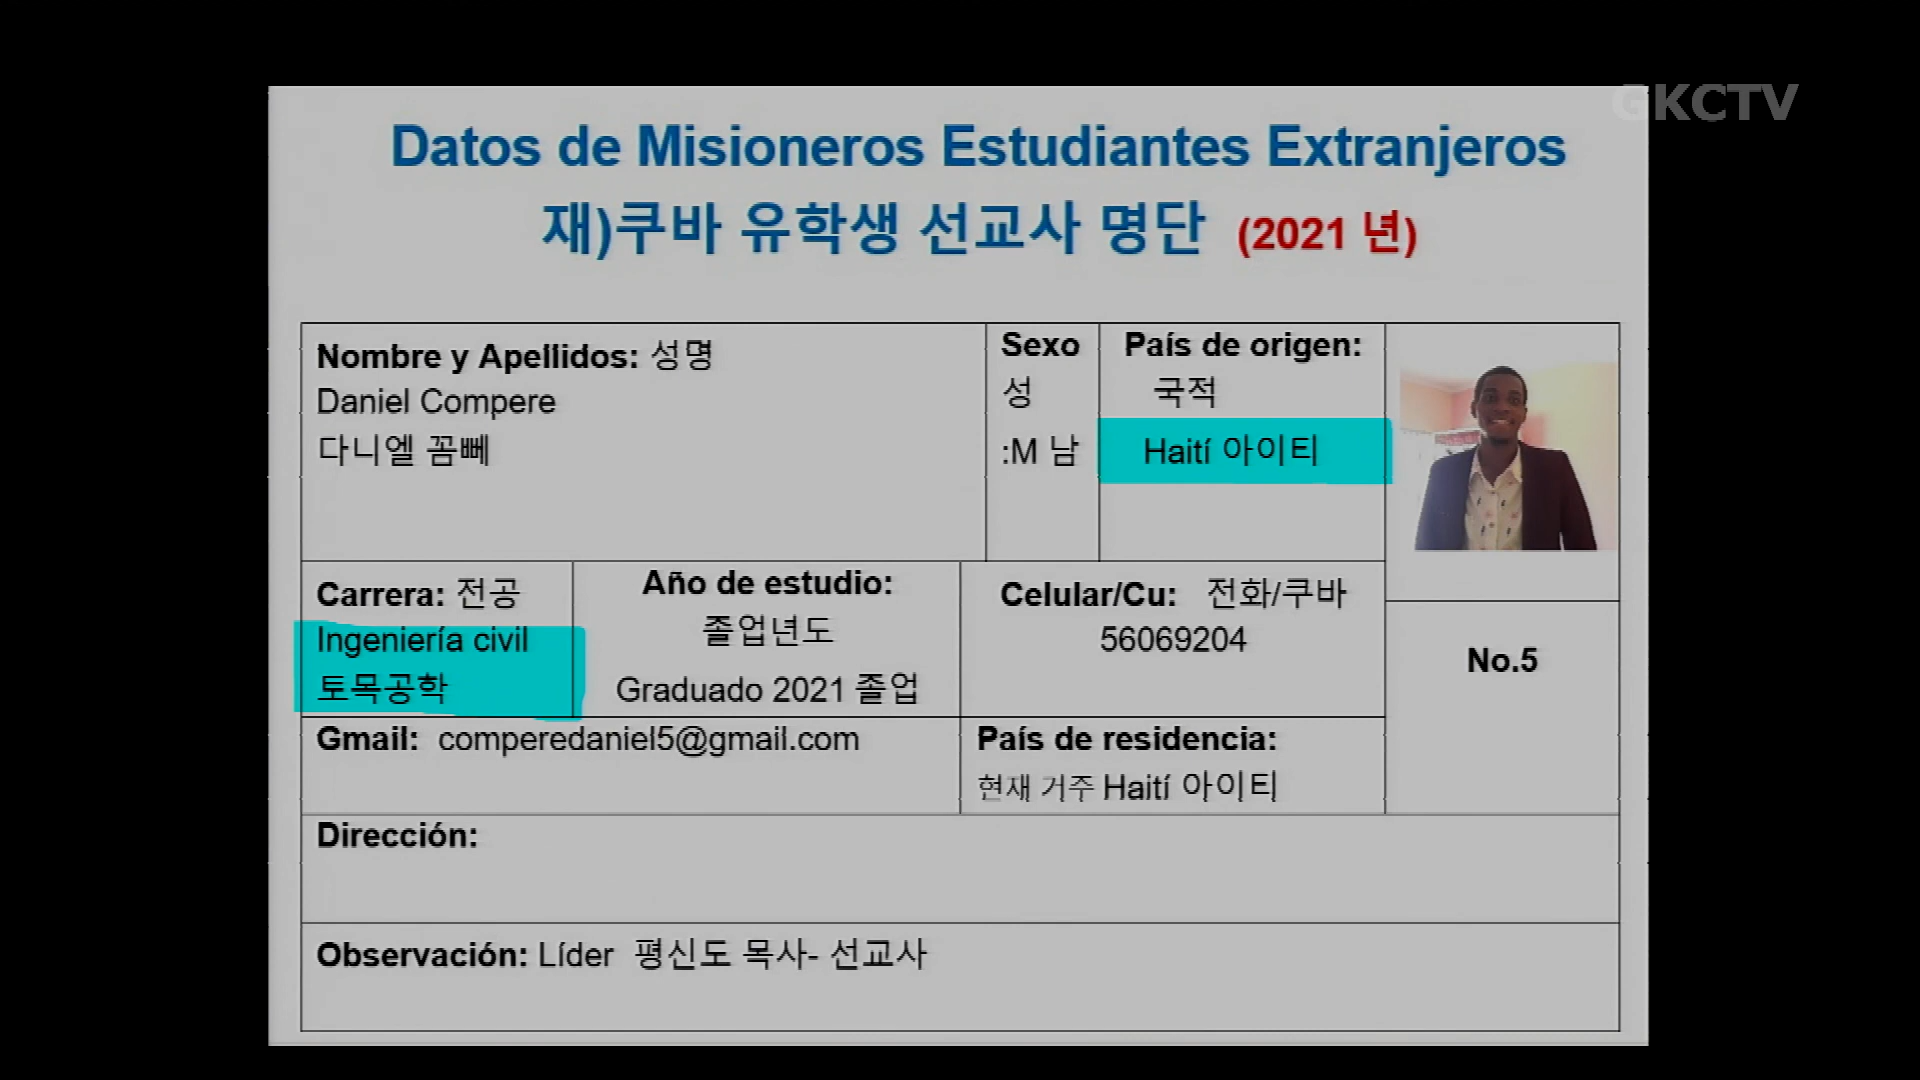 GKCTV
Datos de Misioneros Estudiantes Extranjeros
재)쿠바 유학생 선교사 명단 (2021 년)
Nombre y Apellidos: 성명
Daniel Compere
다니엘 꼼뻬
Sexo
성
:M 남
País de origen:
국적
Haití 아이티
Carrera: 전공
Ingeniería civil
토목공학
Año de estudio:
졸업년도
Graduado 2021 졸업
Celular/Cu: 전화/쿠바
56069204
No.5
Gmail: comperedaniel5@gmail.com
País de residencia:
현재 거주 Haití 아이티
Dirección:
Observación: Líder 평신도 목사- 선교사